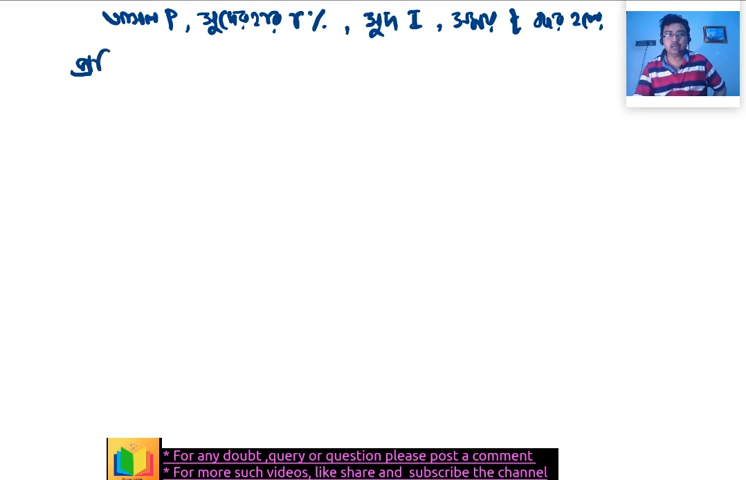 আসল P, সুদের হার r %, সুদ I, সময় t বছর হলে
প্র
* For any doubt ,query or question please post a comment
* For more such videos, like share and subscribe the channel